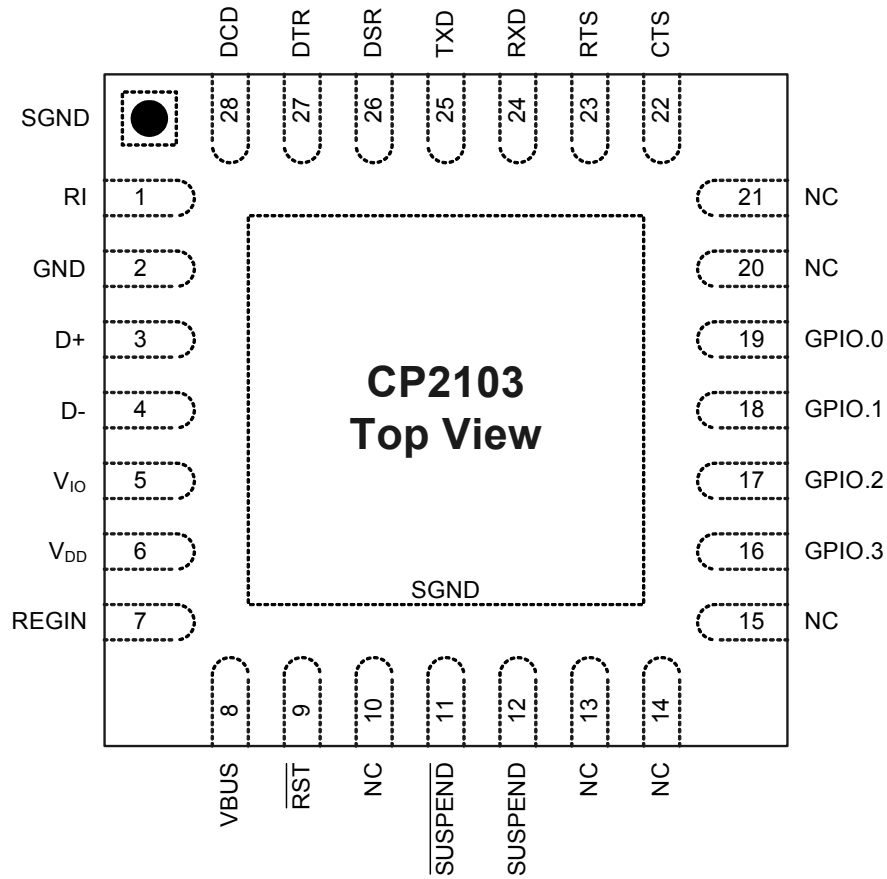 DCD
DTR
DSR
TXD
RXD
RTS
CTS
28
27
26
25
24
23
22
SGND
RI 1
GND 2
D+ 3
D- 4
VIO 5
VDD 6
REGIN 7
21 NC
20 NC
19 GPIO.0
18 GPIO.1
17 GPIO.2
16 GPIO.3
15 NC
CP2103
Top View
SGND
8
9
10
11
12
13
14
VBUS
RST
NC
SUSPEND
SUSPEND
NC
NC